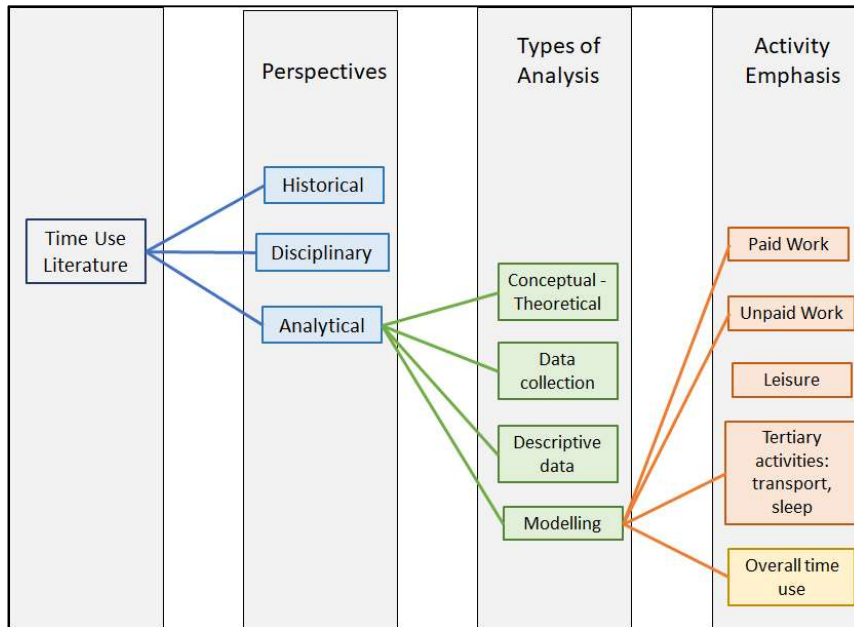 Perspectives
Types of
Analysis
Activity
Emphasis
Time Use
Literature
Historical
Disciplinary
Analytical
Conceptual -
Theoretical
Data
collection
Descriptive
data
Modelling
Paid Work
Unpaid Work
Leisure
Tertiary
activities:
transport,
sleep
Overall time
use